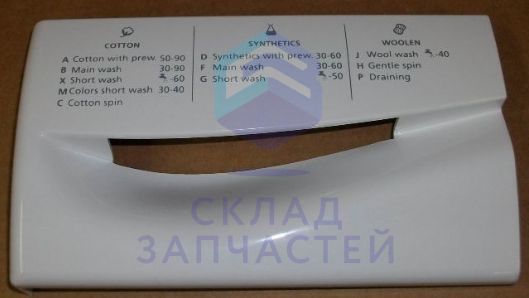 COTTON
A Cotton with prew. 50-90
B Main wash 30-90
X Short wash -60
M Colors short wash 30-40
C Cotton spin
SYNTHETICS
D Synthetics with prew. 30-60
F Main wash 30-60
G Short wash -50
WOOLEN
J Wool wash -40
H Gentle spin
P Draining
СКЛАД
ЗАПЧАСТЕЙ